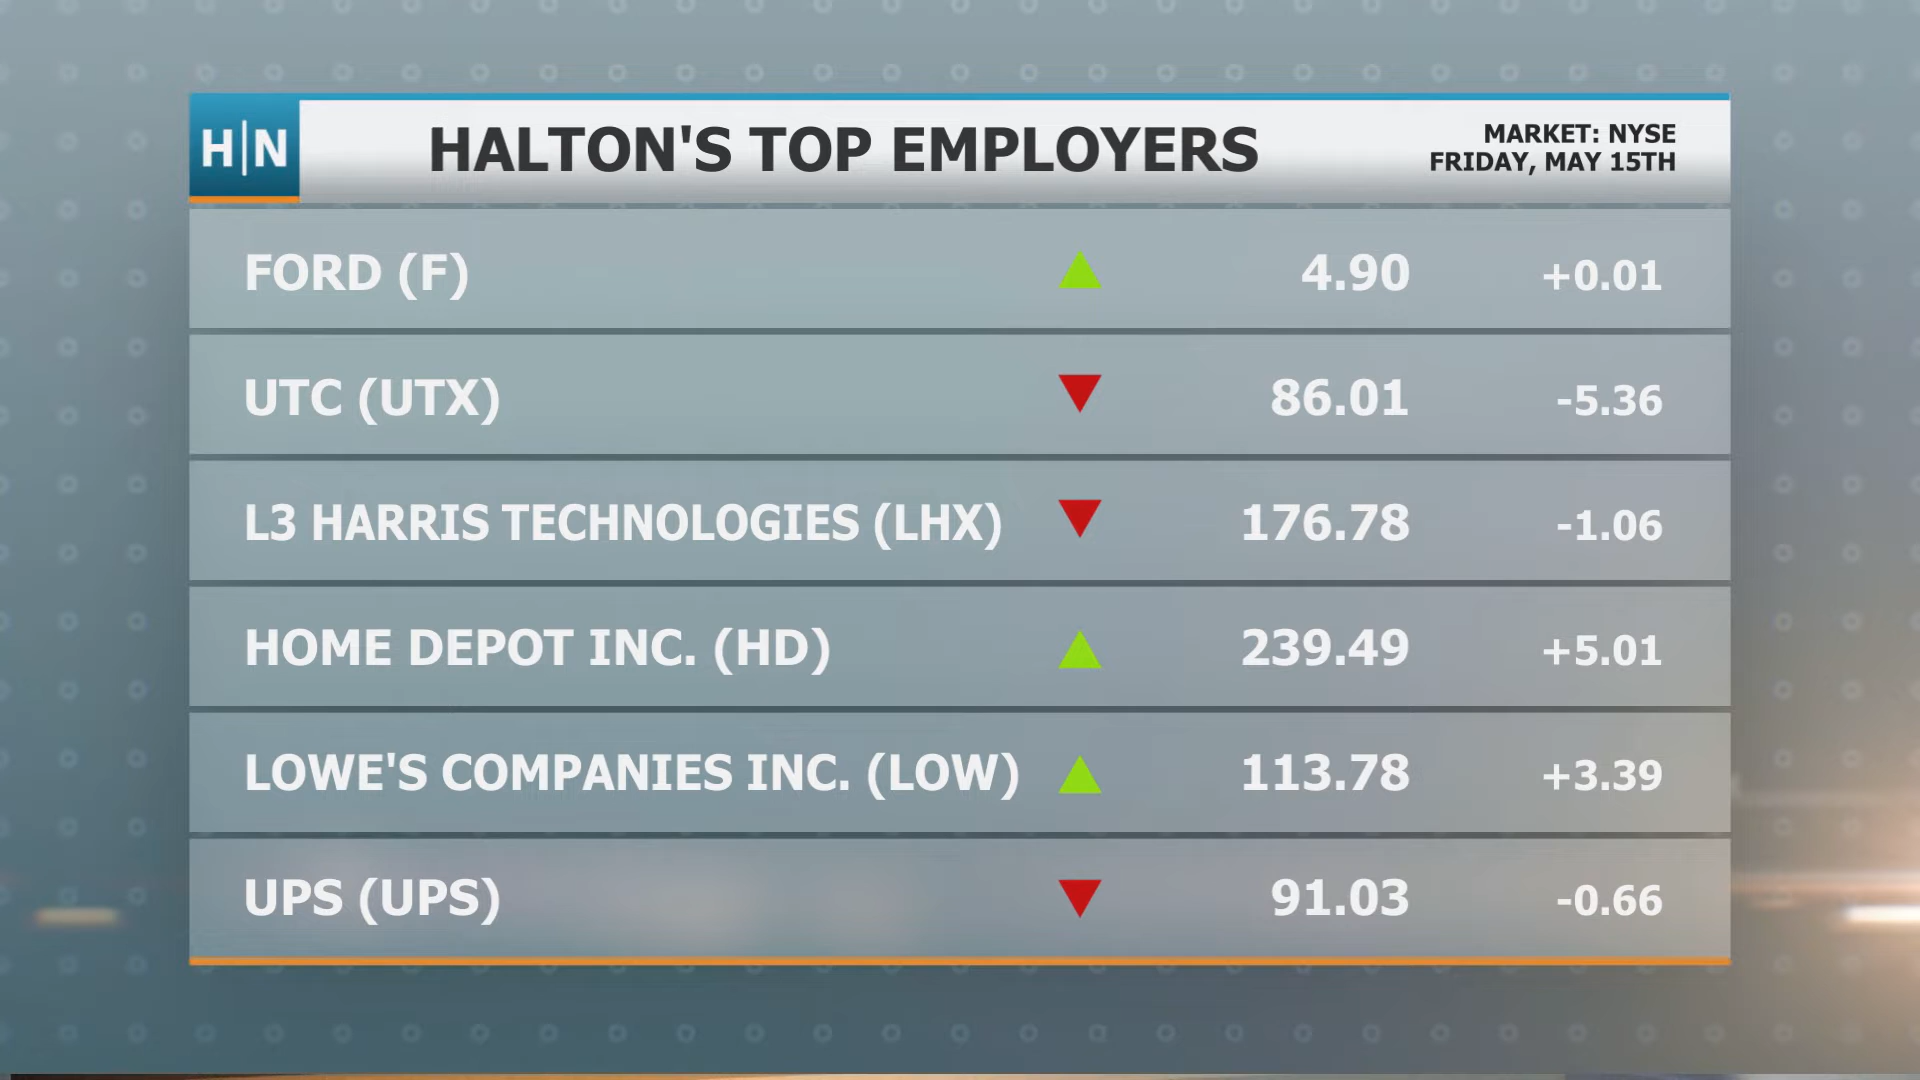 H|N
HALTON'S TOP EMPLOYERS
MARKET: NYSE
FRIDAY, MAY 15TH
FORD (F) 4.90 +0.01
UTC (UTX) 86.01 -5.36
L3 HARRIS TECHNOLOGIES (LHX) 176.78 -1.06
HOME DEPOT INC. (HD) 239.49 +5.01
LOWE'S COMPANIES INC. (LOW) 113.78 +3.39
UPS (UPS) 91.03 -0.66